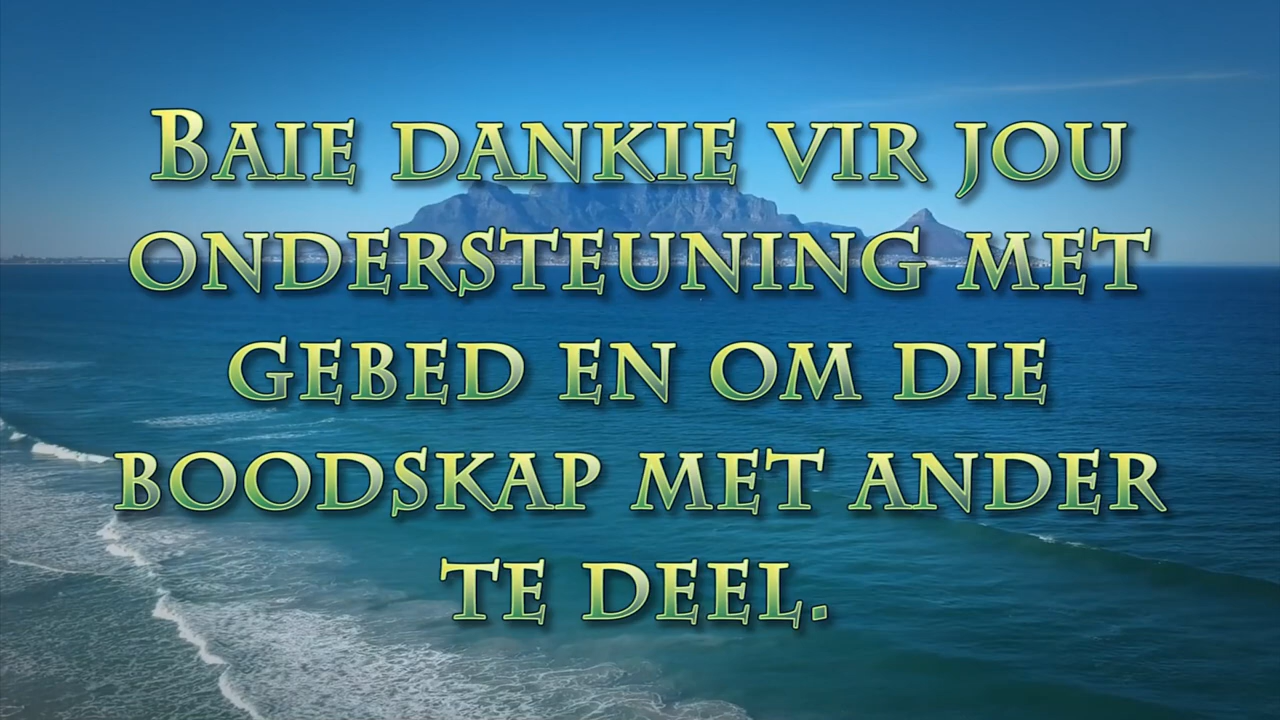 Baie dankie vir jou
ondersteuning met
gebed en om die
boodskap met ander
te deel.